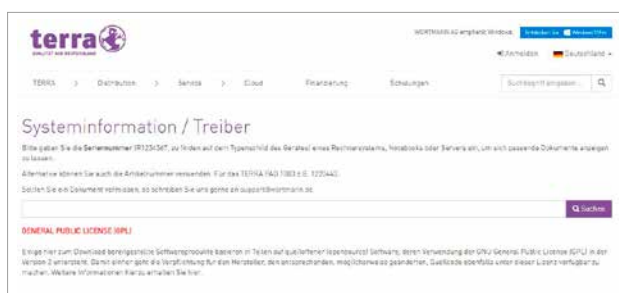 terra
QUALITÄT AUS DEUTSCHLAND
WORTMANN AG empfiehlt Windows.
Anmelden Deutschland
TERRA Distribution Service Cloud Finanzierung Schulungen Suchbegriff eingeben...
Systeminformation / Treiber
Bitte geben Sie die Seriennummer (R1234567, zu finden auf dem Typenschild des Gerätes) eines Rechnersystems, Notebooks oder Servers ein, um sich passende Dokumente anzeigen
zu lassen.
Alternative können Sie auch die Artikelnummer verwenden. Für das TERRA PAD 1003 z.B. 1220440.
Sollten Sie ein Dokument vermissen, so schreiben Sie uns gerne an support@wortmann.de
Suchen
GENERAL PUBLIC LICENSE (GPL)
Einige hier zum Download bereitgestellte Softwareprodukte basieren in Teilen auf quelloffener (opensource) Software, deren Verwendung der GNU General Public License (GPL) in der
Version 2 unterliegt. Damit einher geht die Verpflichtung für den Hersteller, den entsprechenden, möglicherweise geänderten, Quellcode ebenfalls unter dieser Lizenz verfügbar zu
machen. Weitere Informationen hierzu erhalten Sie hier.